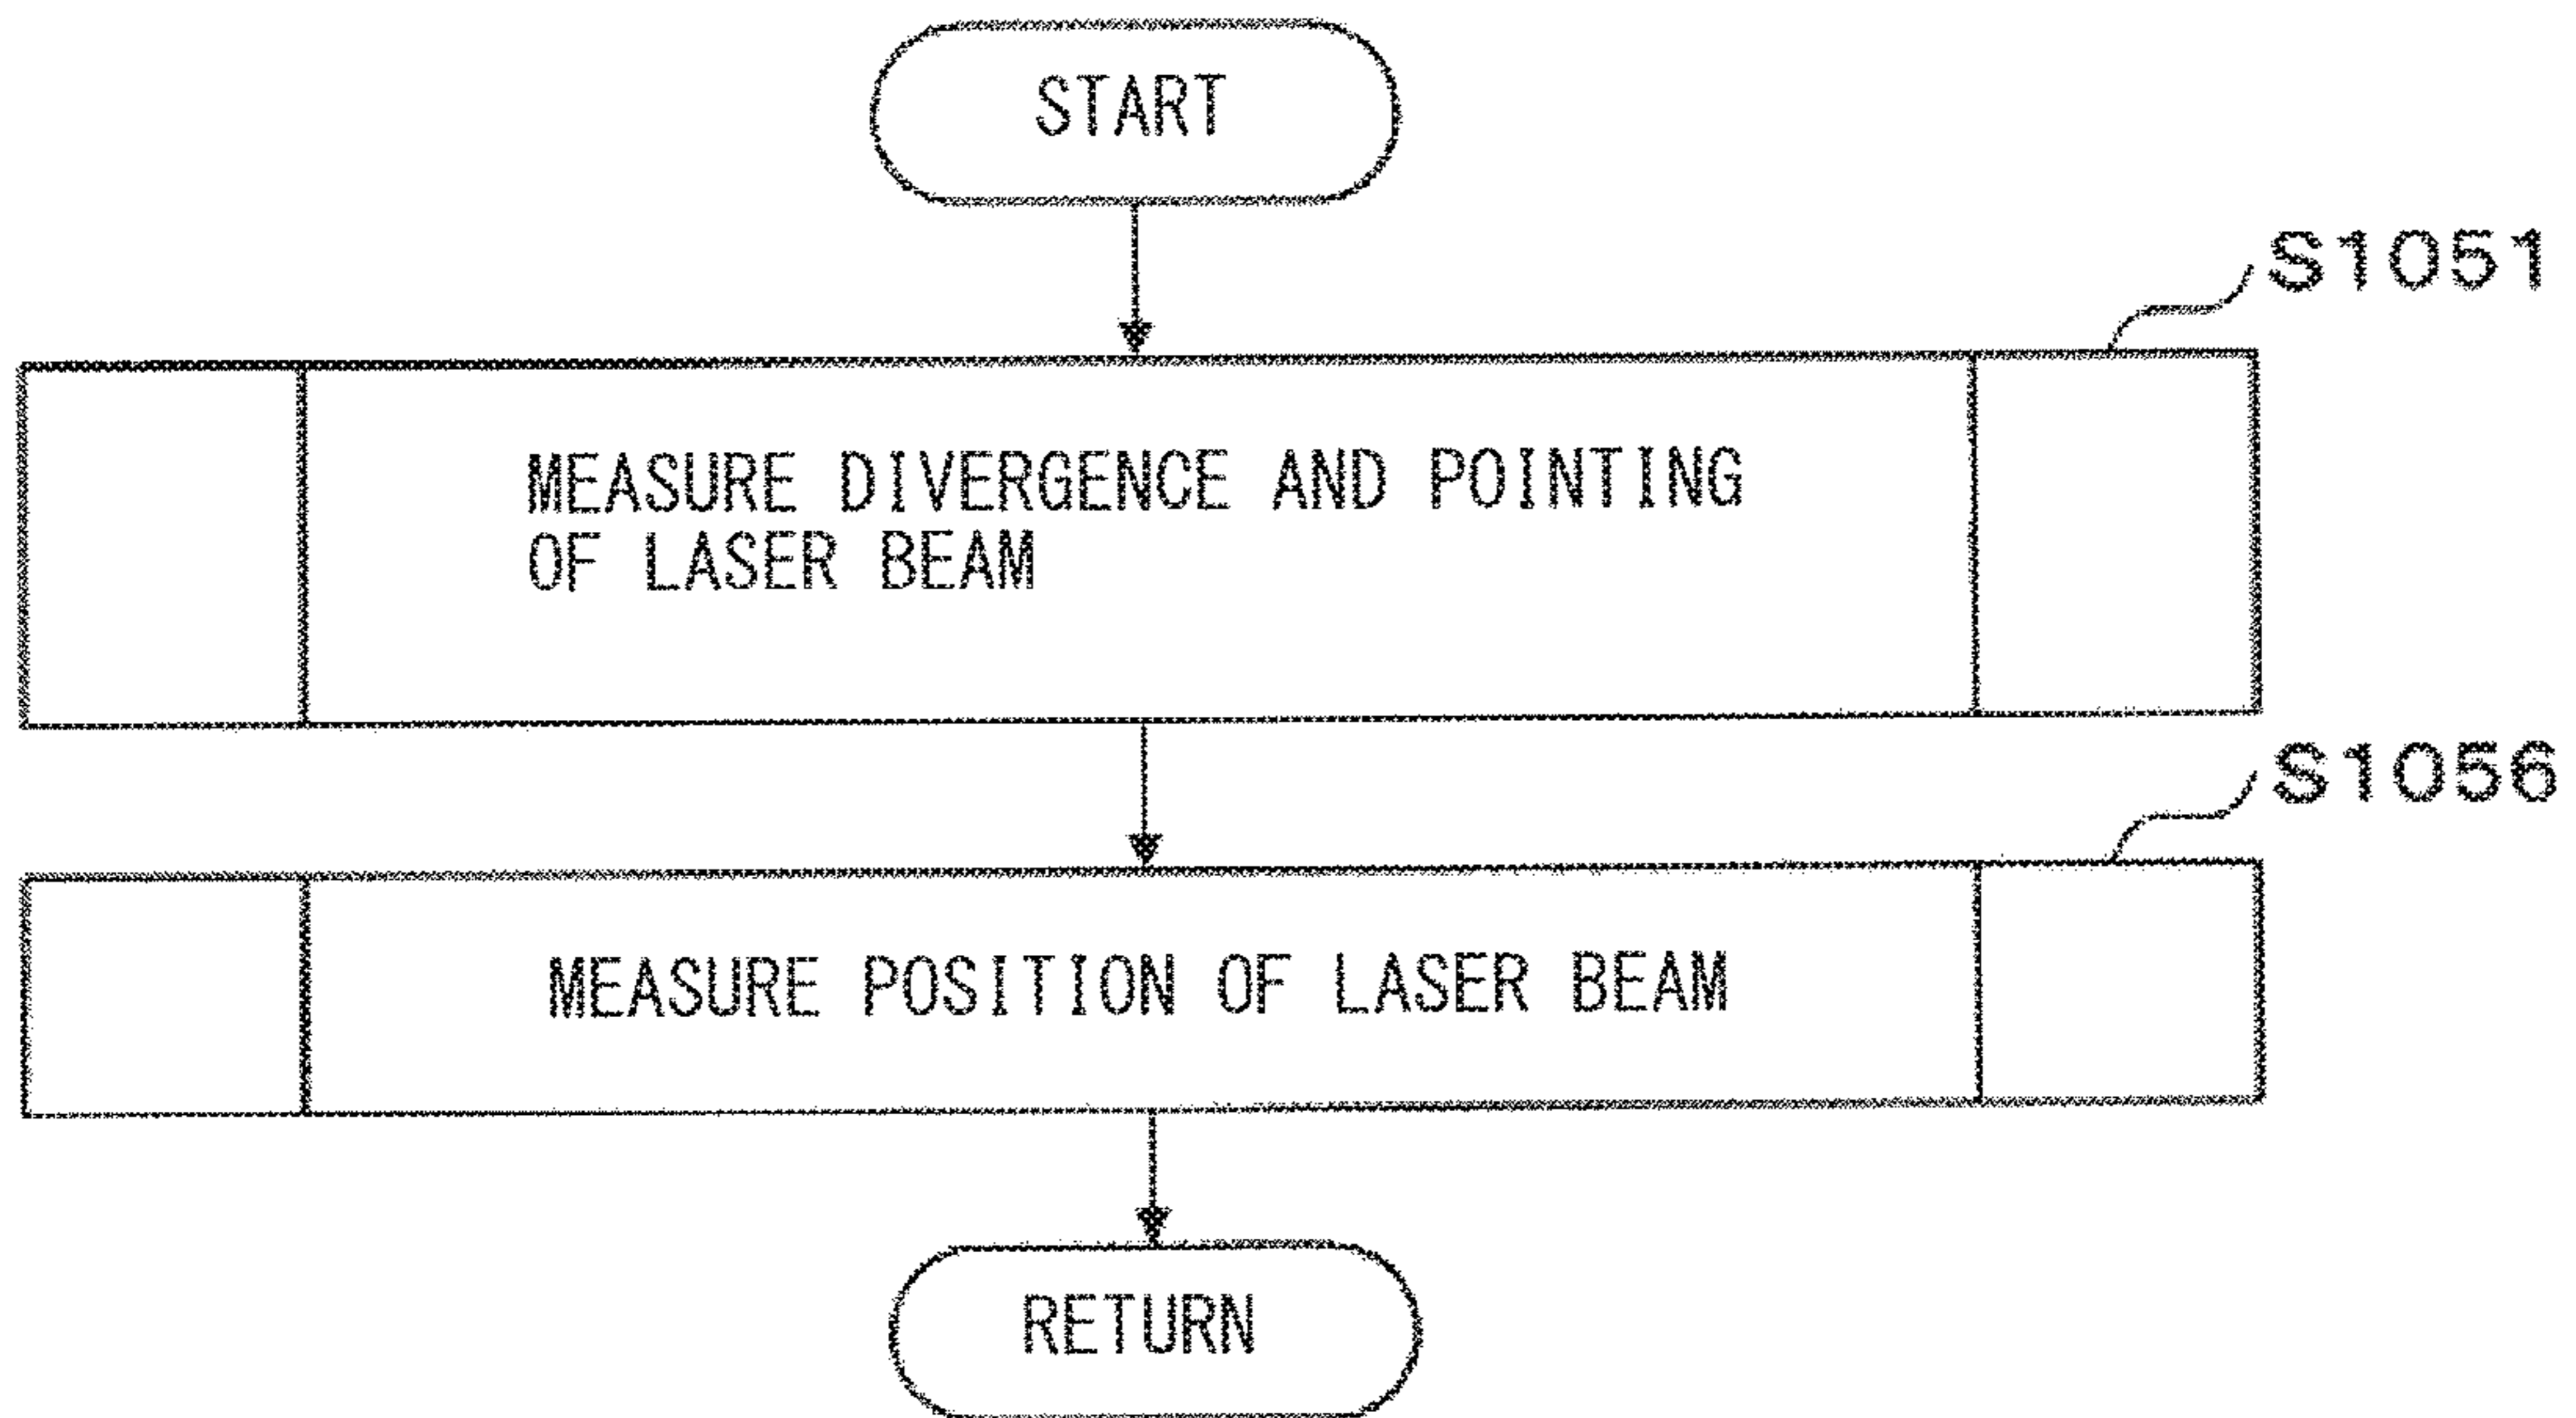 START
S1051
MEASURE DIVERGENCE AND POINTING
OF LASER BEAM
S1056
MEASURE POSITION OF LASER BEAM
RETURN